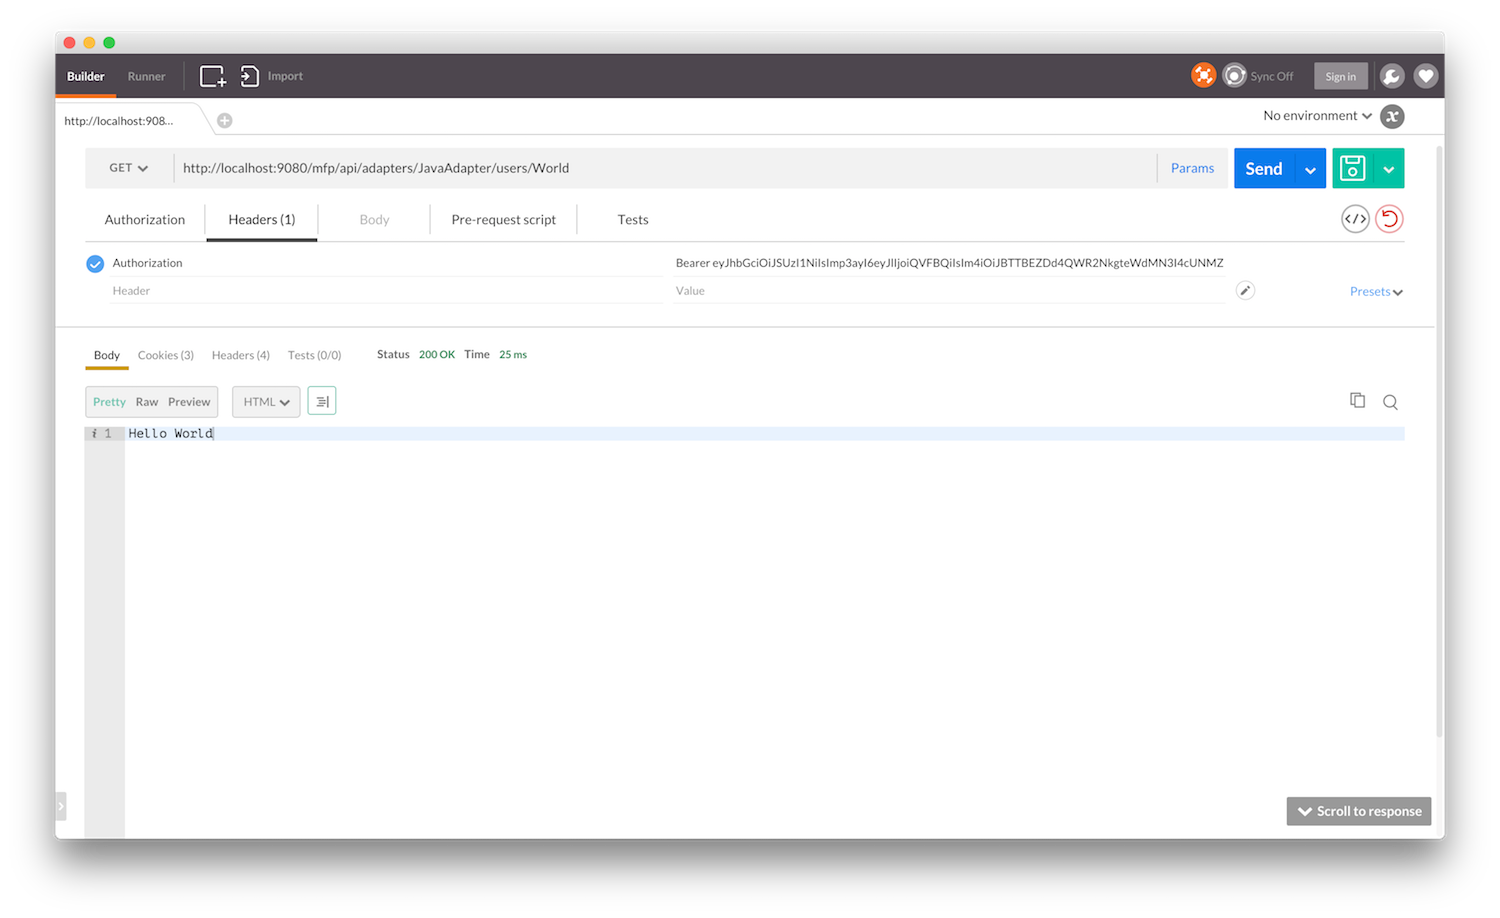 Builder Runner Import Sync Off Sign in
http://localhost:908... No environment
GET http://localhost:9080/mfp/api/adapters/JavaAdapter/users/World Params Send
Authorization Headers (1) Body Pre-request script Tests
Authorization Bearer eyJhbGciOiJSUzI1NiIsImp3ayI6eyJlIjoiQVFBQiIsIm4iOiJBTTBEZDd4QWR2NkgteWdMN3I4cUNMZ
Header Value Presets
Body Cookies (3) Headers (4) Tests (0/0) Status 200 OK Time 25 ms
Pretty Raw Preview HTML
i 1 Hello World
Scroll to response